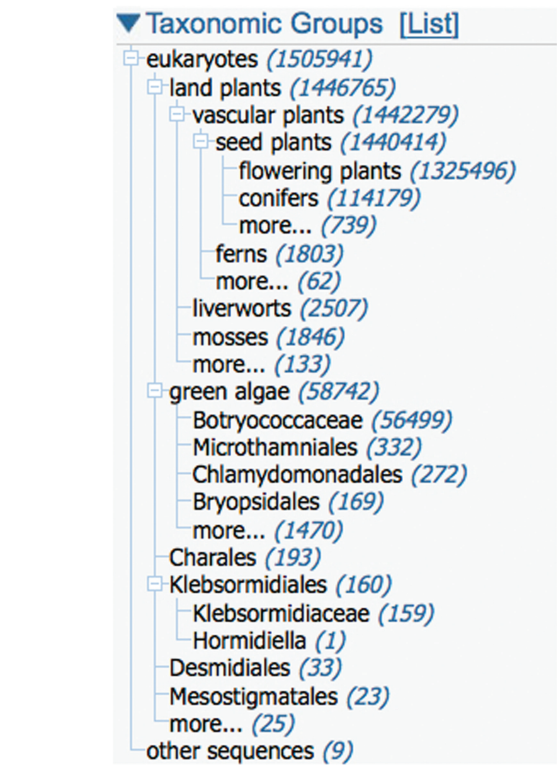 Taxonomic Groups [List]
eukaryotes (1505941)
land plants (1446765)
vascular plants (1442279)
seed plants (1440414)
flowering plants (1325496)
conifers (114179)
more... (739)
ferns (1803)
more... (62)
liverworts (2507)
mosses (1846)
more... (133)
green algae (58742)
Botryococcaceae (56499)
Microthamniales (332)
Chlamydomonadales (272)
Bryopsidales (169)
more... (1470)
Charales (193)
Klebsormidiales (160)
Klebsormidiaceae (159)
Hormidiella (1)
Desmidiales (33)
Mesostigmatales (23)
more... (25)
other sequences (9)